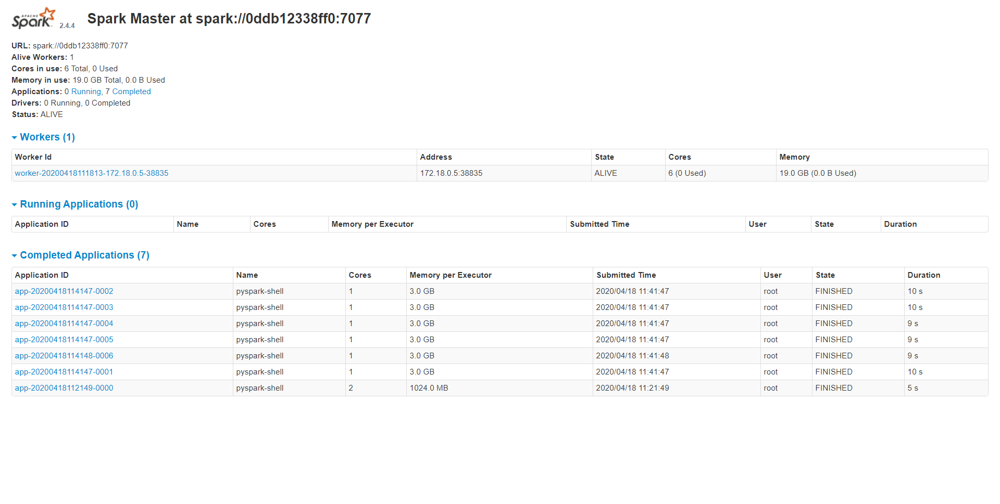 APACHE
Spark 2.4.4 Spark Master at spark://0ddb12338ff0:7077
URL: spark://0ddb12338ff0:7077
Alive Workers: 1
Cores in use: 6 Total, 0 Used
Memory in use: 19.0 GB Total, 0.0 B Used
Applications: 0 Running, 7 Completed
Drivers: 0 Running, 0 Completed
Status: ALIVE
Workers (1)
Worker Id Address State Cores Memory
worker-20200418111813-172.18.0.5-38835 172.18.0.5:38835 ALIVE 6 (0 Used) 19.0 GB (0.0 B Used)
Running Applications (0)
Application ID Name Cores Memory per Executor Submitted Time User State Duration
Completed Applications (7)
Application ID Name Cores Memory per Executor Submitted Time User State Duration
app-20200418114147-0002 pyspark-shell 1 3.0 GB 2020/04/18 11:41:47 root FINISHED 10 s
app-20200418114147-0003 pyspark-shell 1 3.0 GB 2020/04/18 11:41:47 root FINISHED 10 s
app-20200418114147-0004 pyspark-shell 1 3.0 GB 2020/04/18 11:41:47 root FINISHED 9 s
app-20200418114147-0005 pyspark-shell 1 3.0 GB 2020/04/18 11:41:47 root FINISHED 9 s
app-20200418114148-0006 pyspark-shell 1 3.0 GB 2020/04/18 11:41:48 root FINISHED 9 s
app-20200418114147-0001 pyspark-shell 1 3.0 GB 2020/04/18 11:41:47 root FINISHED 10 s
app-20200418112149-0000 pyspark-shell 2 1024.0 MB 2020/04/18 11:21:49 root FINISHED 5 s